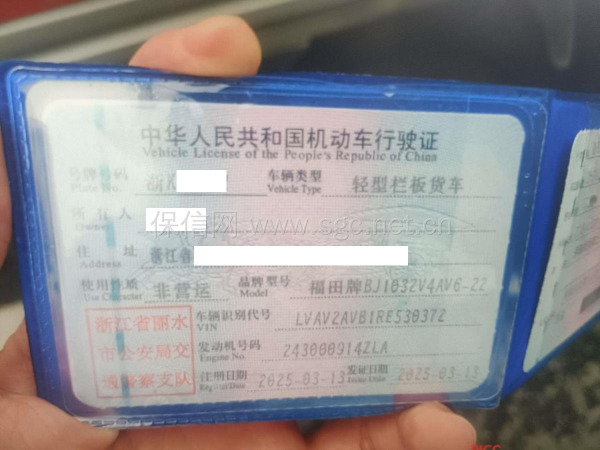 中华人民共和国机动车行驶证
Vehicle License of the People's Republic of China
号牌号码 浙K 车辆类型 轻型栏板货车
Plate No. Vehicle Type
所有人
Owner
保信网 www.sgc.net.cn
住址 浙江省
Address
使用性质 非营运 品牌型号 福田牌BJ1032V4AV6-22
Use Character Model
浙江省丽水 车辆识别代号 LVAV2AVB1RE530372
VIN
市公安局交 发动机号码 243000914ZLA
Engine No.
通警察支队 注册日期 2025-03-13 发证日期 2025-03-13
Register Date Issue Date